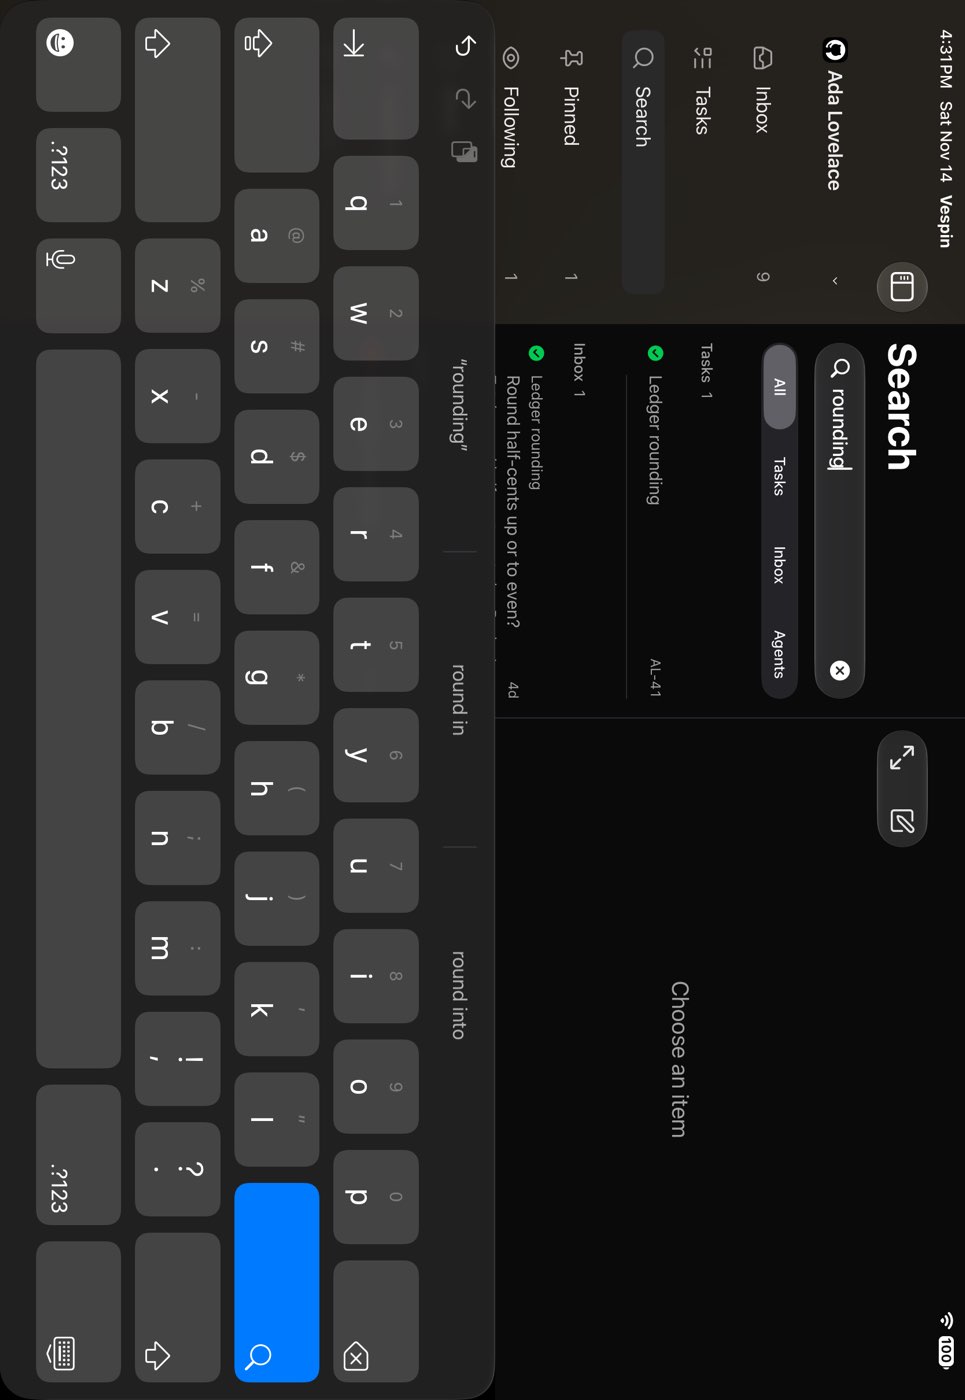 4:31 PM Sat Nov 14 Vespin
100
Ada Lovelace
Inbox 9
Tasks
Search
Pinned 1
Following 1
Search
rounding
All Tasks Inbox Agents
Tasks 1
Ledger rounding AL-41
Inbox 1
Ledger rounding
Round half-cents up or to even? 4d
Choose an item
“rounding” round in round into
1 2 3 4 5 6 7 8 9 0
q w e r t y u i o p
@ # $ & * ( ) ' "
a s d f g h j k l
% - + = / ; : ! ?
z x c v b n m , .
.?123 .?123